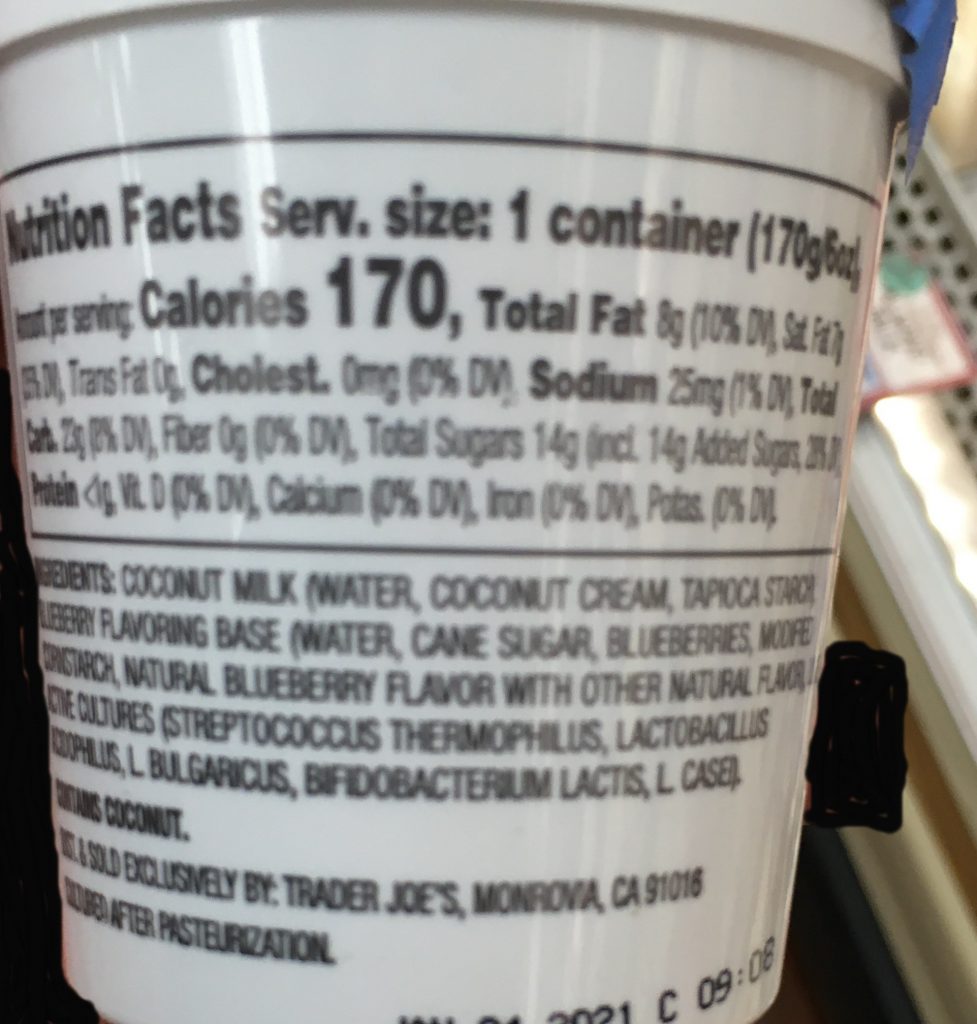 Nutrition Facts Serv. size: 1 container (170g/6oz),
Amount per serving: Calories 170, Total Fat 8g (10% DV), Sat. Fat 7g
DV), Trans Fat 0g, Cholest. 0mg (0% DV), Sodium 25mg (1% DV), Total
Carb. 23g (8% DV), Fiber 0g (0% DV), Total Sugars 14g (incl. 14g Added Sugars, 28% DV)
Protein <1g, Vit. D (0% DV), Calcium (0% DV), Iron (0% DV), Potas. (0% DV).
INGREDIENTS: COCONUT MILK (WATER, COCONUT CREAM, TAPIOCA STARCH
BLUEBERRY FLAVORING BASE (WATER, CANE SUGAR, BLUEBERRIES, MODIFIED
CORNSTARCH, NATURAL BLUEBERRY FLAVOR WITH OTHER NATURAL FLAVOR),
ACTIVE CULTURES (STREPTOCOCCUS THERMOPHILUS, LACTOBACILLUS
ACIDOPHILUS, L. BULGARICUS, BIFIDOBACTERIUM LACTIS, L. CASEI).
CONTAINS COCONUT.
DIST. & SOLD EXCLUSIVELY BY: TRADER JOE'S, MONROVIA, CA 91016
CULTURED AFTER PASTEURIZATION.
2021 C 09:08